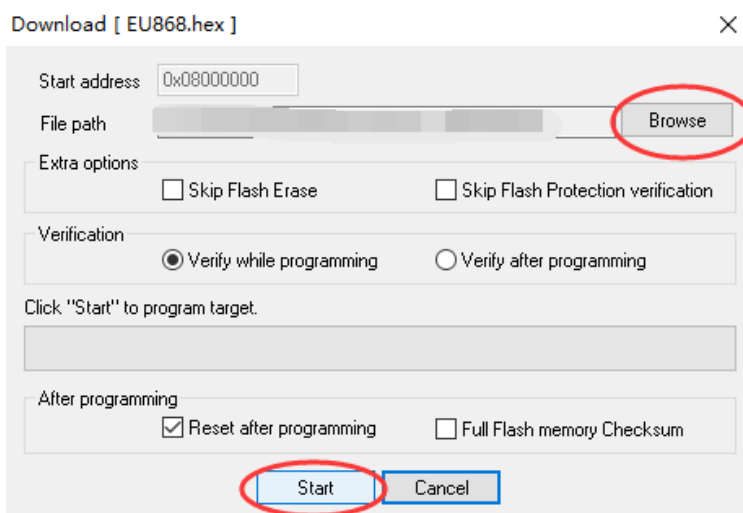 Download [ EU868.hex ]
Start address 0x08000000
File path Browse
Extra options
Skip Flash Erase Skip Flash Protection verification
Verification
Verify while programming Verify after programming
Click "Start" to program target.
After programming
Reset after programming Full Flash memory Checksum
Start Cancel